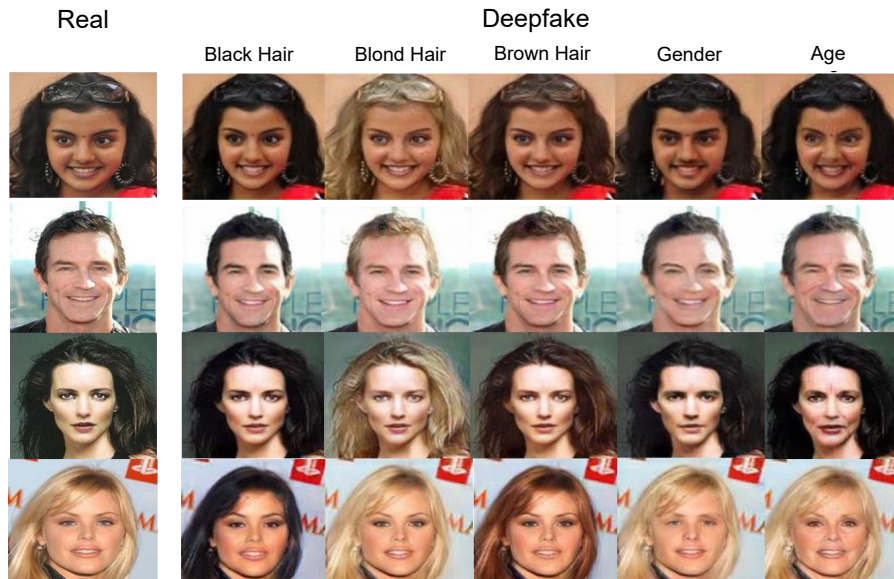 Real
Deepfake
Black Hair
Blond Hair
Brown Hair
Gender
Age